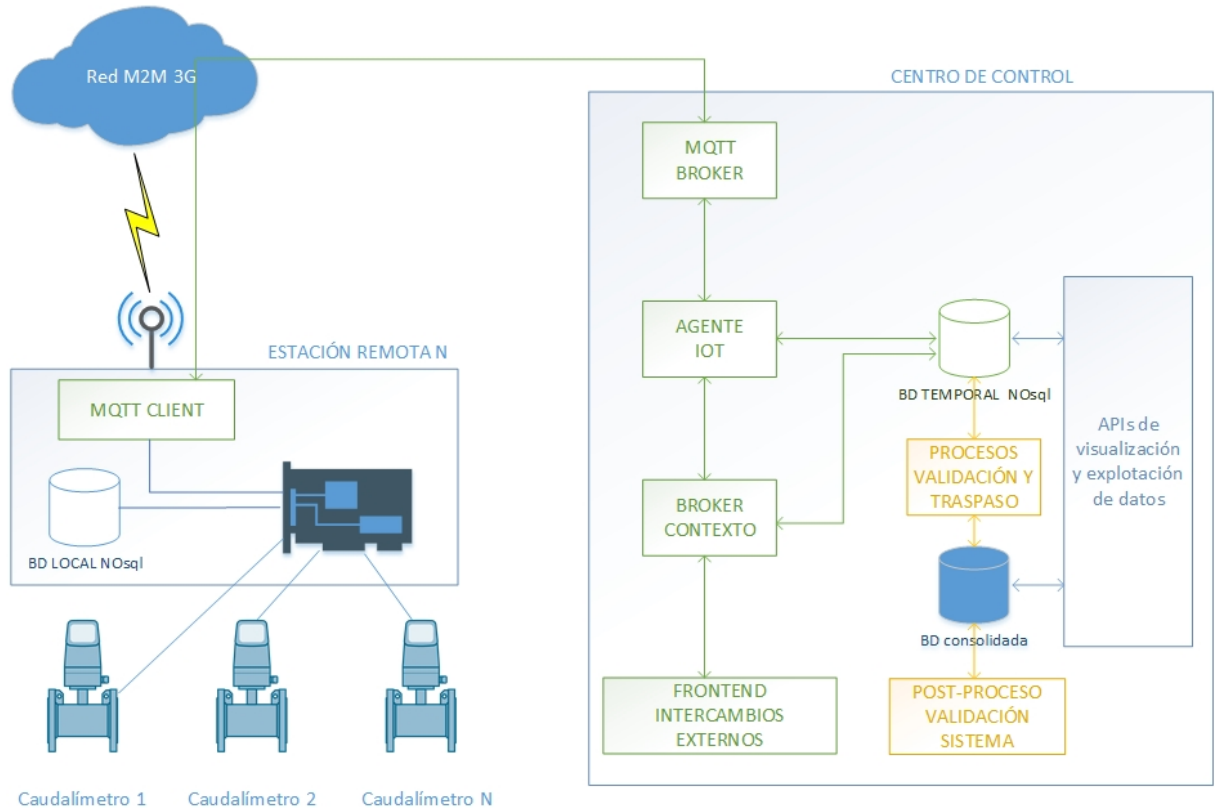 Red M2M 3G
CENTRO DE CONTROL
MQTT
BROKER
ESTACIÓN REMOTA N
MQTT CLIENT
BD LOCAL NOsql
AGENTE
IOT
BD TEMPORAL NOsql
PROCESOS
VALIDACIÓN Y
TRASPASO
APIs de
visualización
y explotación
de datos
BROKER
CONTEXTO
BD consolidada
FRONTEND
INTERCAMBIOS
EXTERNOS
POST-PROCESO
VALIDACIÓN
SISTEMA
Caudalímetro 1
Caudalímetro 2
Caudalímetro N